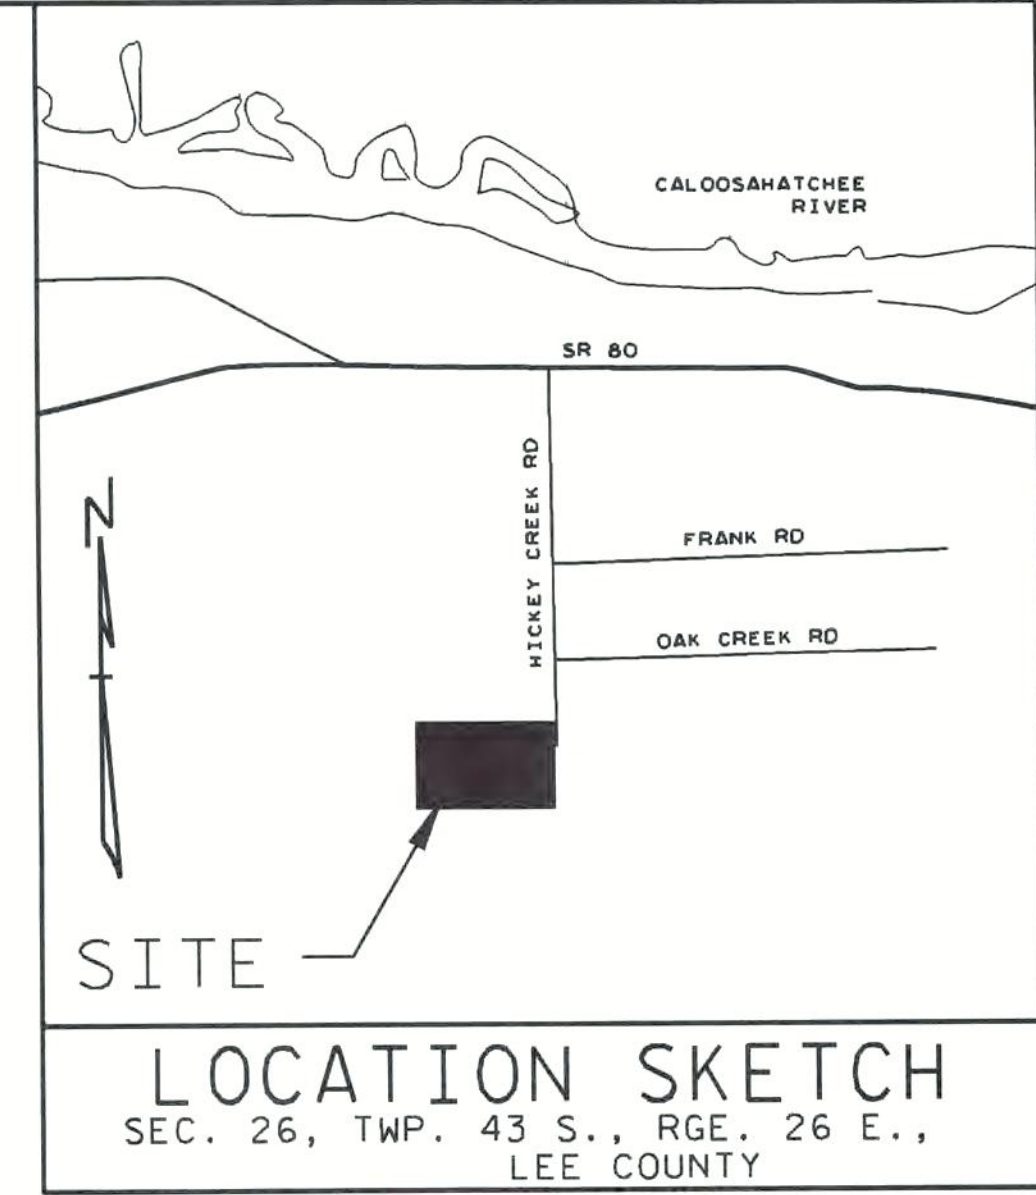 CALOOSAHATCHEE
RIVER
SR 80
HICKEY CREEK RD
FRANK RD
OAK CREEK RD
N
SITE
LOCATION SKETCH
SEC. 26, TWP. 43 S., RGE. 26 E.,
LEE COUNTY